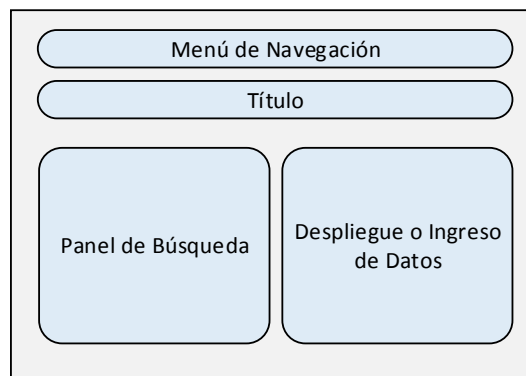 Menú de Navegación
Título
Panel de Búsqueda
Despliegue o Ingreso
de Datos